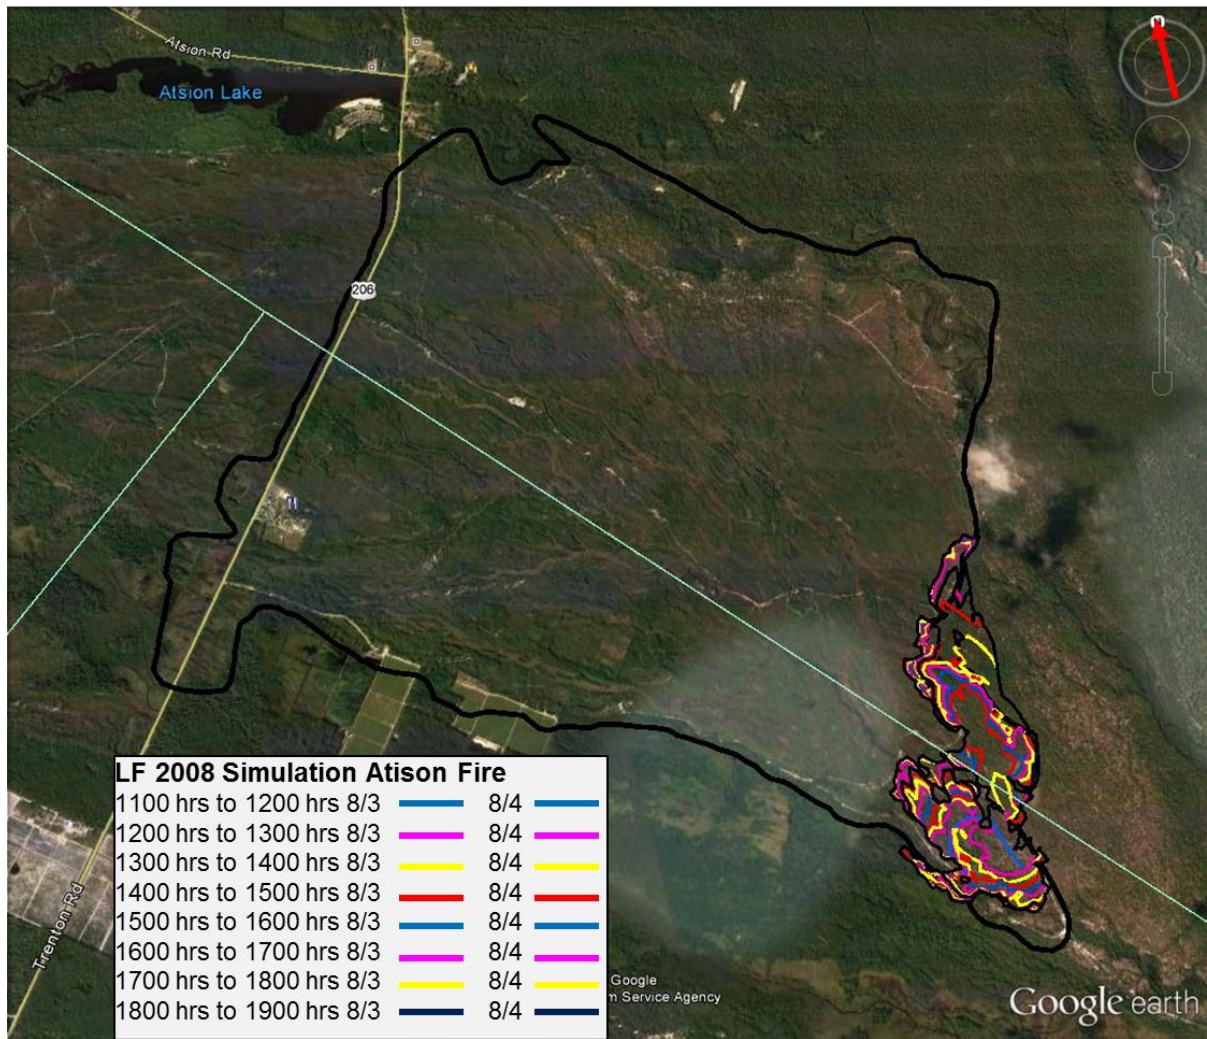 Atsion Rd
Atsion Lake
N
206
Trenton Rd
LF 2008 Simulation Atison Fire
1100 hrs to 1200 hrs 8/3 8/4
1200 hrs to 1300 hrs 8/3 8/4
1300 hrs to 1400 hrs 8/3 8/4
1400 hrs to 1500 hrs 8/3 8/4
1500 hrs to 1600 hrs 8/3 8/4
1600 hrs to 1700 hrs 8/3 8/4
1700 hrs to 1800 hrs 8/3 8/4
1800 hrs to 1900 hrs 8/3 8/4
Google
m Service Agency
Google earth